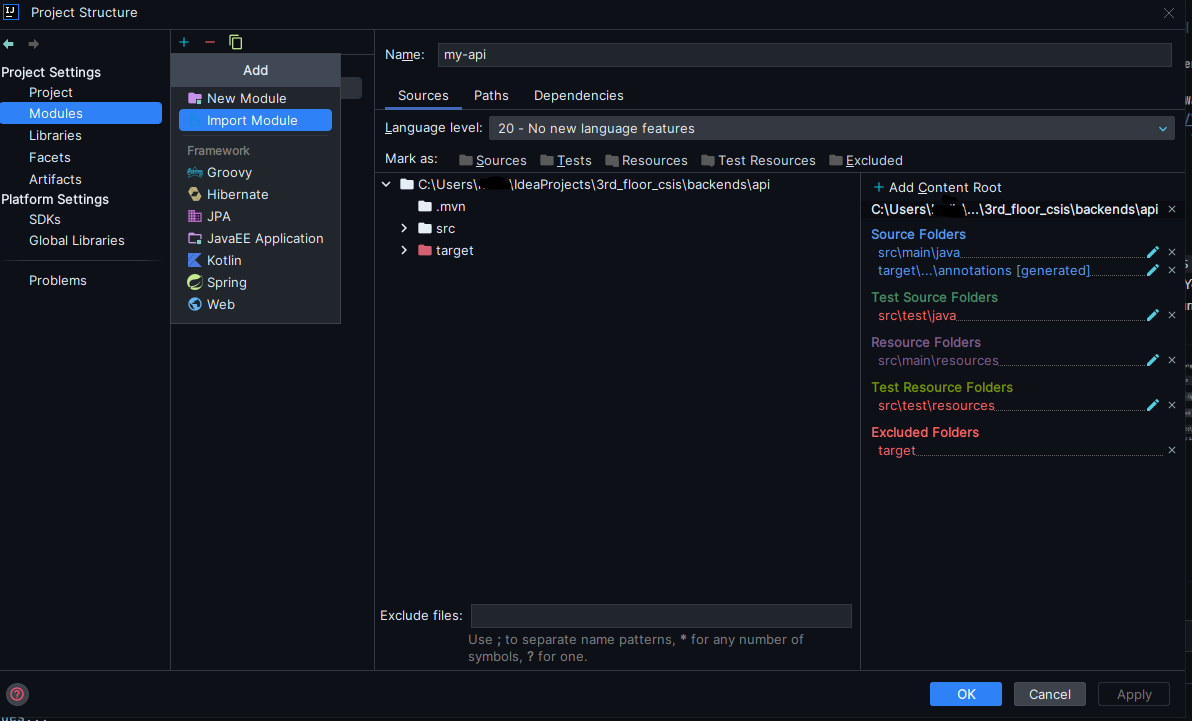 IJ Project Structure
Project Settings
Project
Modules
Libraries
Facets
Artifacts
Platform Settings
SDKs
Global Libraries
Problems
Add
New Module
Import Module
Framework
Groovy
Hibernate
JPA
JavaEE Application
Kotlin
Spring
Web
Name: my-api
Sources Paths Dependencies
Language level: 20 - No new language features
Mark as: Sources Tests Resources Test Resources Excluded
C:\Users\ \IdeaProjects\3rd_floor_csis\backends\api
.mvn
src
target
Exclude files:
Use ; to separate name patterns, * for any number of
symbols, ? for one.
+ Add Content Root
C:\Users\ \...\3rd_floor_csis\backends\api
Source Folders
src\main\java
target\...\annotations [generated]
Test Source Folders
src\test\java
Resource Folders
src\main\resources
Test Resource Folders
src\test\resources
Excluded Folders
target
?
OK Cancel Apply